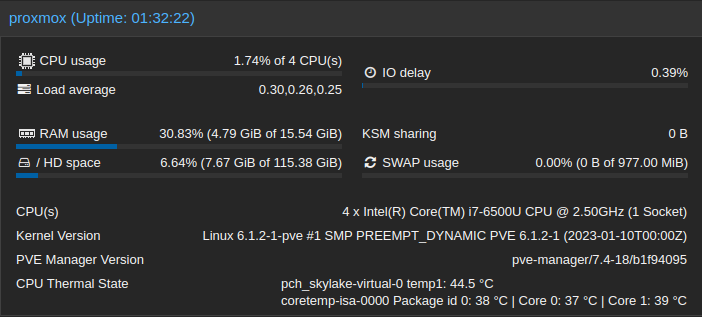 proxmox (Uptime: 01:32:22)
CPU usage 1.74% of 4 CPU(s)
IO delay 0.39%
Load average 0.30,0.26,0.25
RAM usage 30.83% (4.79 GiB of 15.54 GiB)
KSM sharing 0 B
/ HD space 6.64% (7.67 GiB of 115.38 GiB)
SWAP usage 0.00% (0 B of 977.00 MiB)
CPU(s) 4 x Intel(R) Core(TM) i7-6500U CPU @ 2.50GHz (1 Socket)
Kernel Version Linux 6.1.2-1-pve #1 SMP PREEMPT_DYNAMIC PVE 6.1.2-1 (2023-01-10T00:00Z)
PVE Manager Version pve-manager/7.4-18/b1f94095
CPU Thermal State pch_skylake-virtual-0 temp1: 44.5 °C
coretemp-isa-0000 Package id 0: 38 °C | Core 0: 37 °C | Core 1: 39 °C